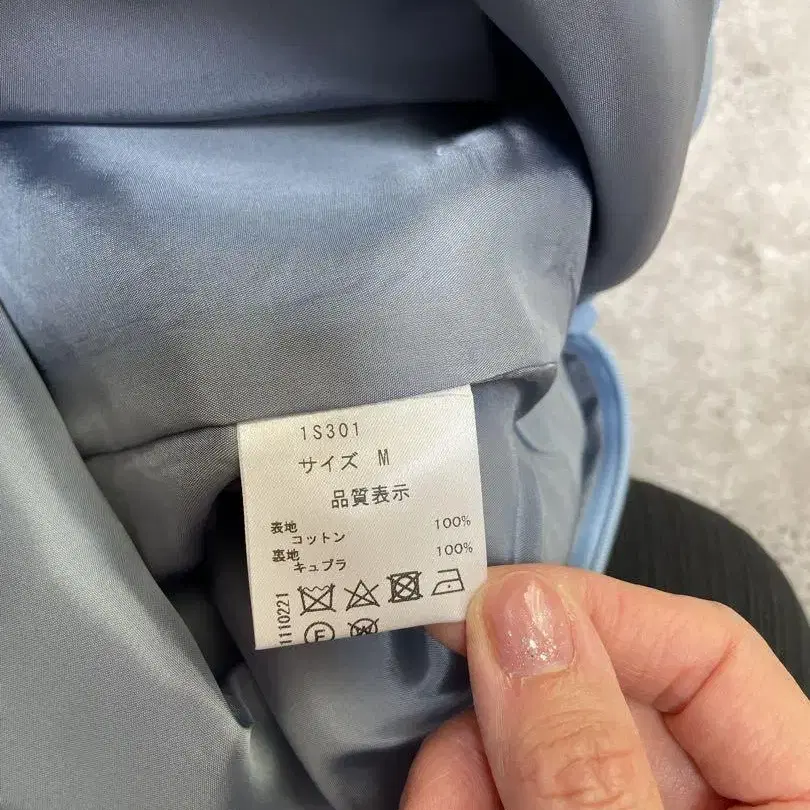 1S301
サイズ M
品質表示
表地
コットン 100%
裏地
キュプラ 100%
1110221
F
W